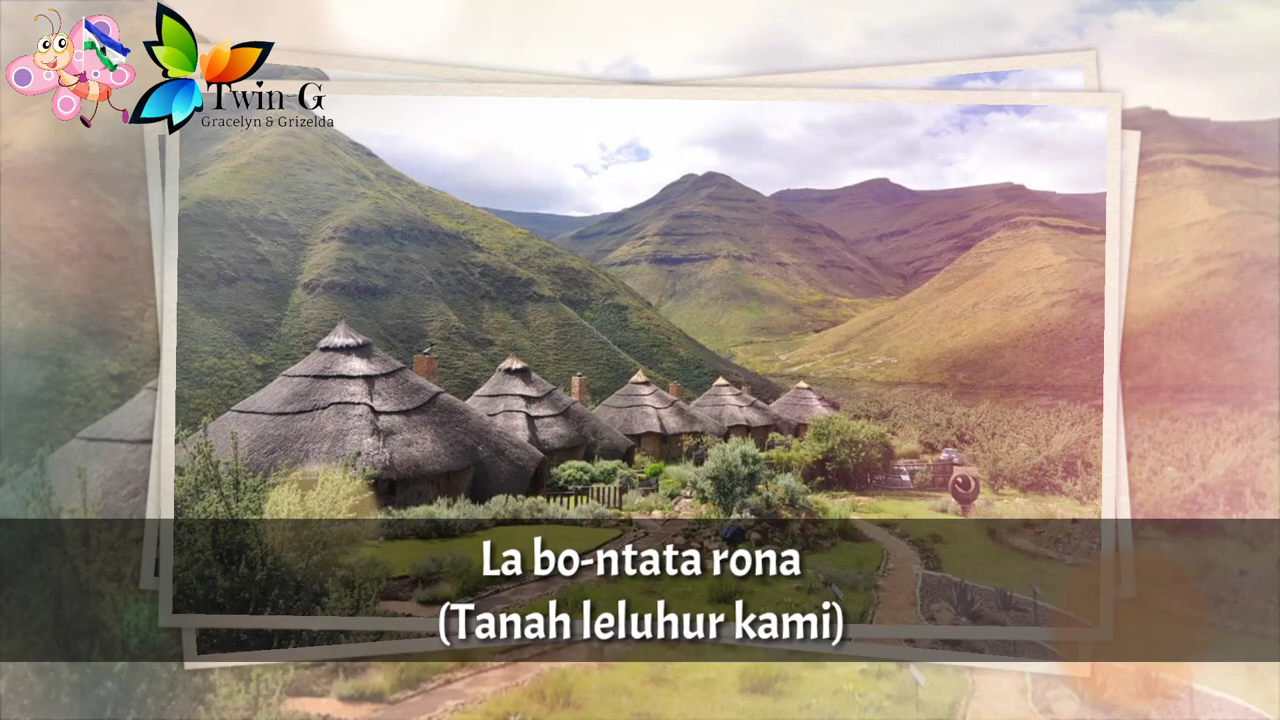 Twin G
Gracelyn & Grizelda
La bo-ntata rona
(Tanah leluhur kami)